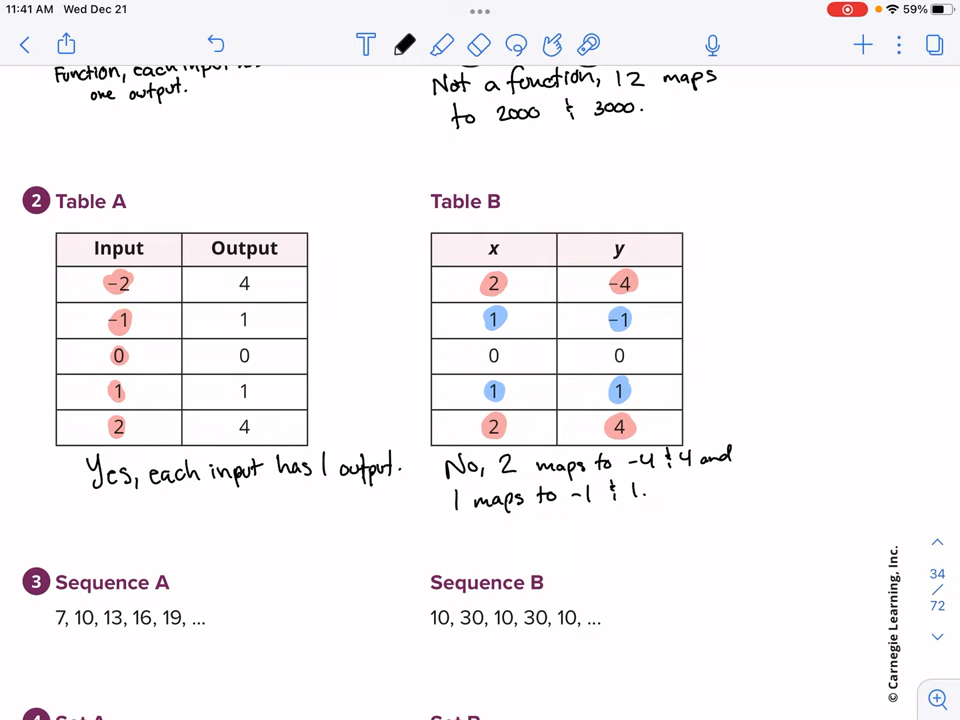 11:41 AM Wed Dec 21
59%
Function, each input
one output.
Not a function, 12 maps
to 2000 & 3000.
2 Table A
Input Output
−2 4
−1 1
0 0
1 1
2 4
Yes, each input has 1 output.
Table B
x y
2 −4
1 −1
0 0
1 1
2 4
No, 2 maps to -4 & 4 and
1 maps to -1 & 1.
3 Sequence A
7, 10, 13, 16, 19, ...
Sequence B
10, 30, 10, 30, 10, ...
4 Set A
Set B
© Carnegie Learning, Inc.
34
/
72